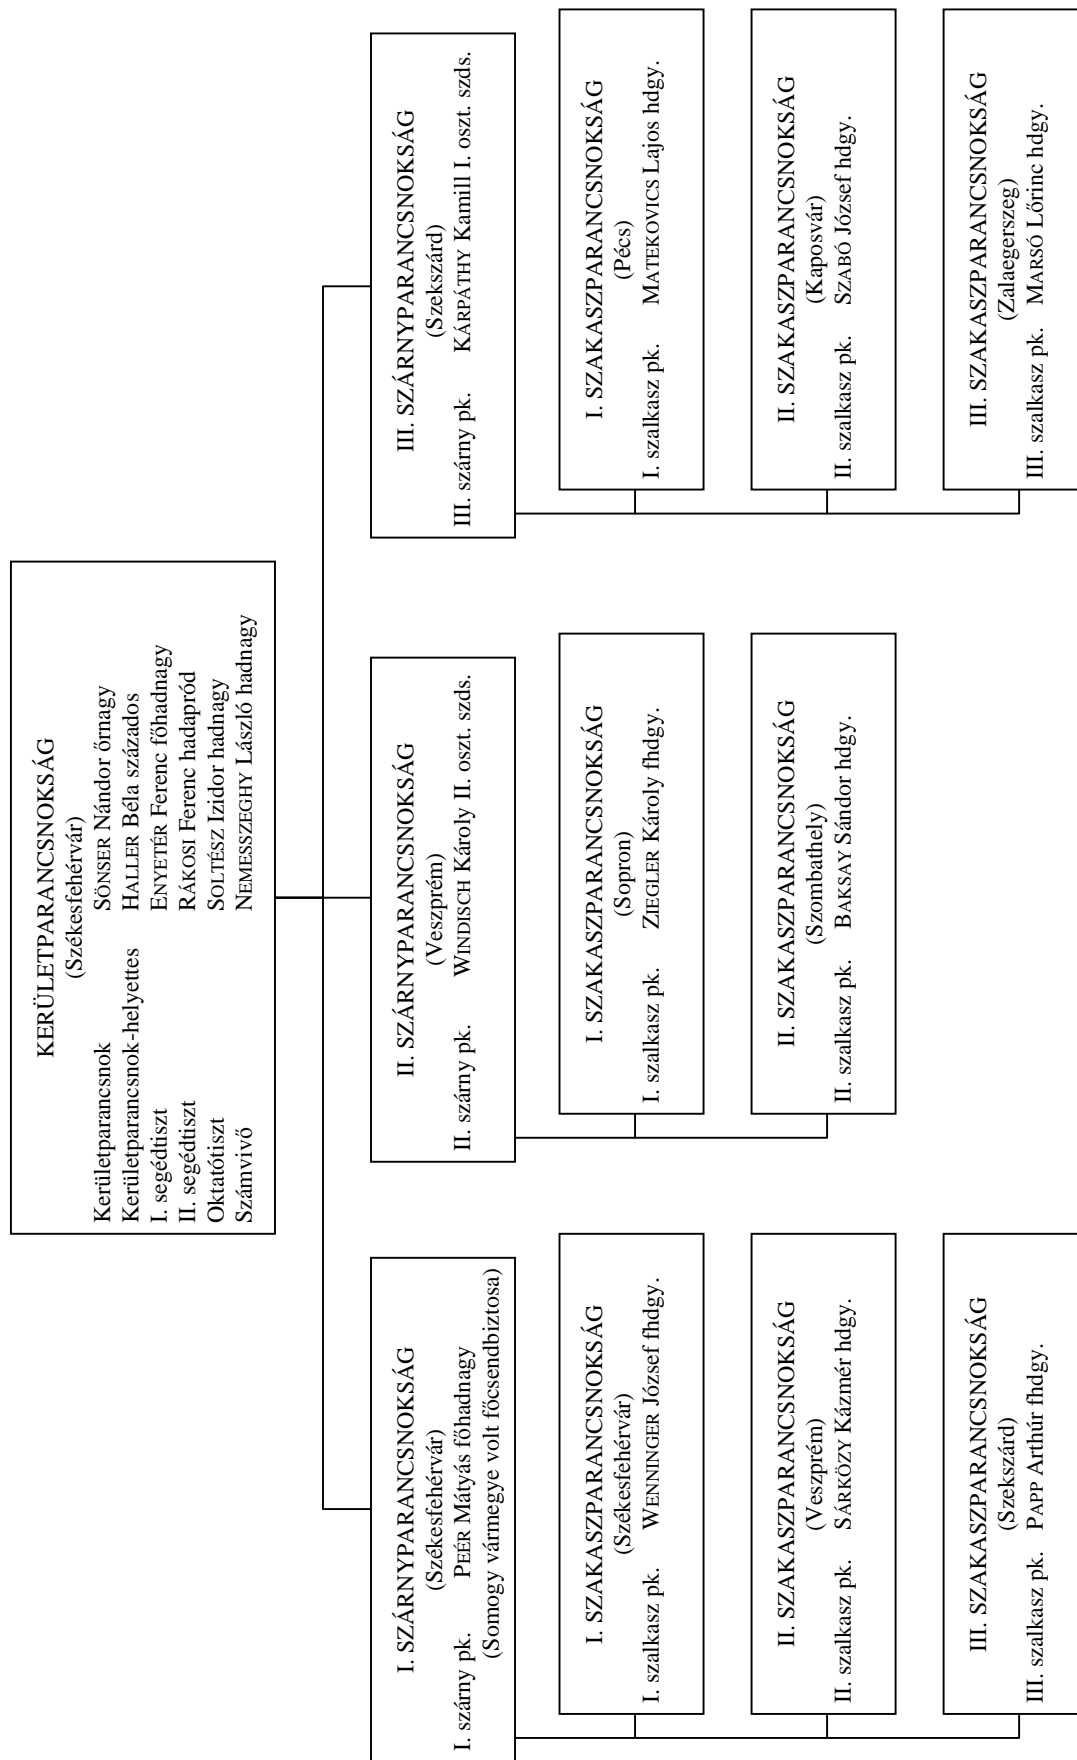 KERÜLETPARANCSNOKSÁG
(Székesfehérvár)
Kerületparancsnok SÖNSER Nándor őrnagy
Kerületparancsnok-helyettes HALLER Béla százados
I. segédtiszt ENYETÉR Ferenc főhadnagy
II. segédtiszt RÁKOSI Ferenc hadapród
Oktatótiszt SOLTÉSZ Izidor hadnagy
Számvivő NEMESSZEGHY László hadnagy
I. SZÁRNYPARANCSNOKSÁG
(Székesfehérvár)
I. szárny pk. PEÉR Mátyás főhadnagy
(Somogy vármegye volt főcsendbiztosa)
I. SZAKASZPARANCSNOKSÁG
(Székesfehérvár)
I. szalkasz pk. WENNINGER József fhdgy.
II. SZAKASZPARANCSNOKSÁG
(Veszprém)
II. szalkasz pk. SÁRKÖZY Kázmér hdgy.
III. SZAKASZPARANCSNOKSÁG
(Szekszárd)
III. szalkasz pk. PAPP Arthúr fhdgy.
II. SZÁRNYPARANCSNOKSÁG
(Veszprém)
II. szárny pk. WINDISCH Károly II. oszt. szds.
I. SZAKASZPARANCSNOKSÁG
(Sopron)
I. szalkasz pk. ZIEGLER Károly fhdgy.
II. SZAKASZPARANCSNOKSÁG
(Szombathely)
II. szalkasz pk. BAKSAY Sándor hdgy.
III. SZÁRNYPARANCSNOKSÁG
(Szekszárd)
III. szárny pk. KÁRPÁTHY Kamill I. oszt. szds.
I. SZAKASZPARANCSNOKSÁG
(Pécs)
I. szalkasz pk. MATEKOVICS Lajos hdgy.
II. SZAKASZPARANCSNOKSÁG
(Kaposvár)
II. szalkasz pk. SZABÓ József hdgy.
III. SZAKASZPARANCSNOKSÁG
(Zalaegerszeg)
III. szalkasz pk. MARSÓ Lőrinc hdgy.